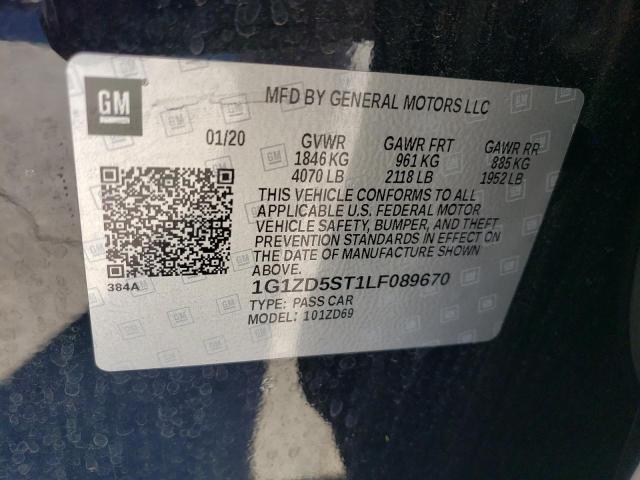 GM
MFD BY GENERAL MOTORS LLC
01/20 GVWR GAWR FRT GAWR RR
1846 KG 961 KG 885 KG
4070 LB 2118 LB 1952 LB
THIS VEHICLE CONFORMS TO ALL
APPLICABLE U.S. FEDERAL MOTOR
VEHICLE SAFETY, BUMPER, AND THEFT
PREVENTION STANDARDS IN EFFECT ON
THE DATE OF MANUFACTURE SHOWN
ABOVE.
384A
1G1ZD5ST1LF089670
TYPE: PASS CAR
MODEL: 101ZD69